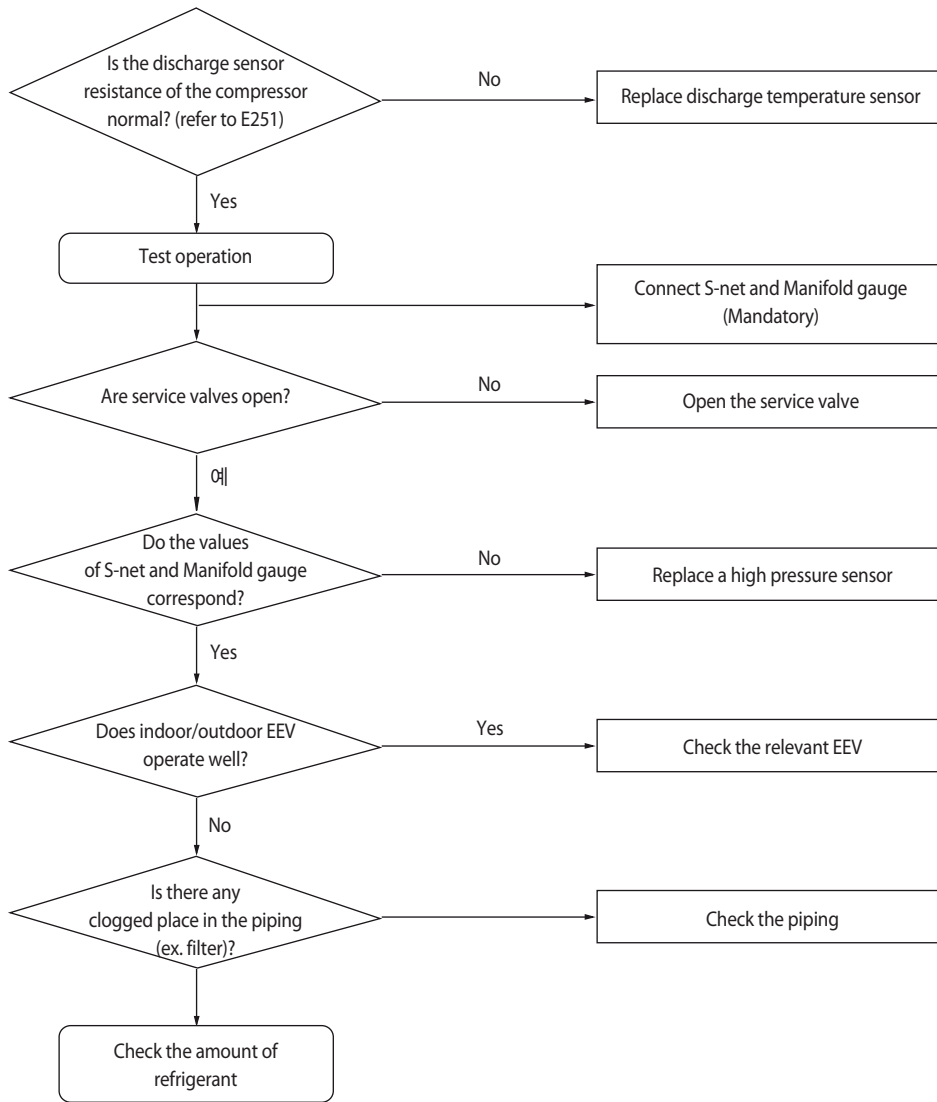 Is the discharge sensor
resistance of the compressor
normal? (refer to E251)
No
Replace discharge temperature sensor
Yes
Test operation
Connect S-net and Manifold gauge
(Mandatory)
Are service valves open?
No
Open the service valve
예
Do the values
of S-net and Manifold gauge
correspond?
No
Replace a high pressure sensor
Yes
Does indoor/outdoor EEV
operate well?
Yes
Check the relevant EEV
No
Is there any
clogged place in the piping
(ex. filter)?
Check the piping
Check the amount of
refrigerant